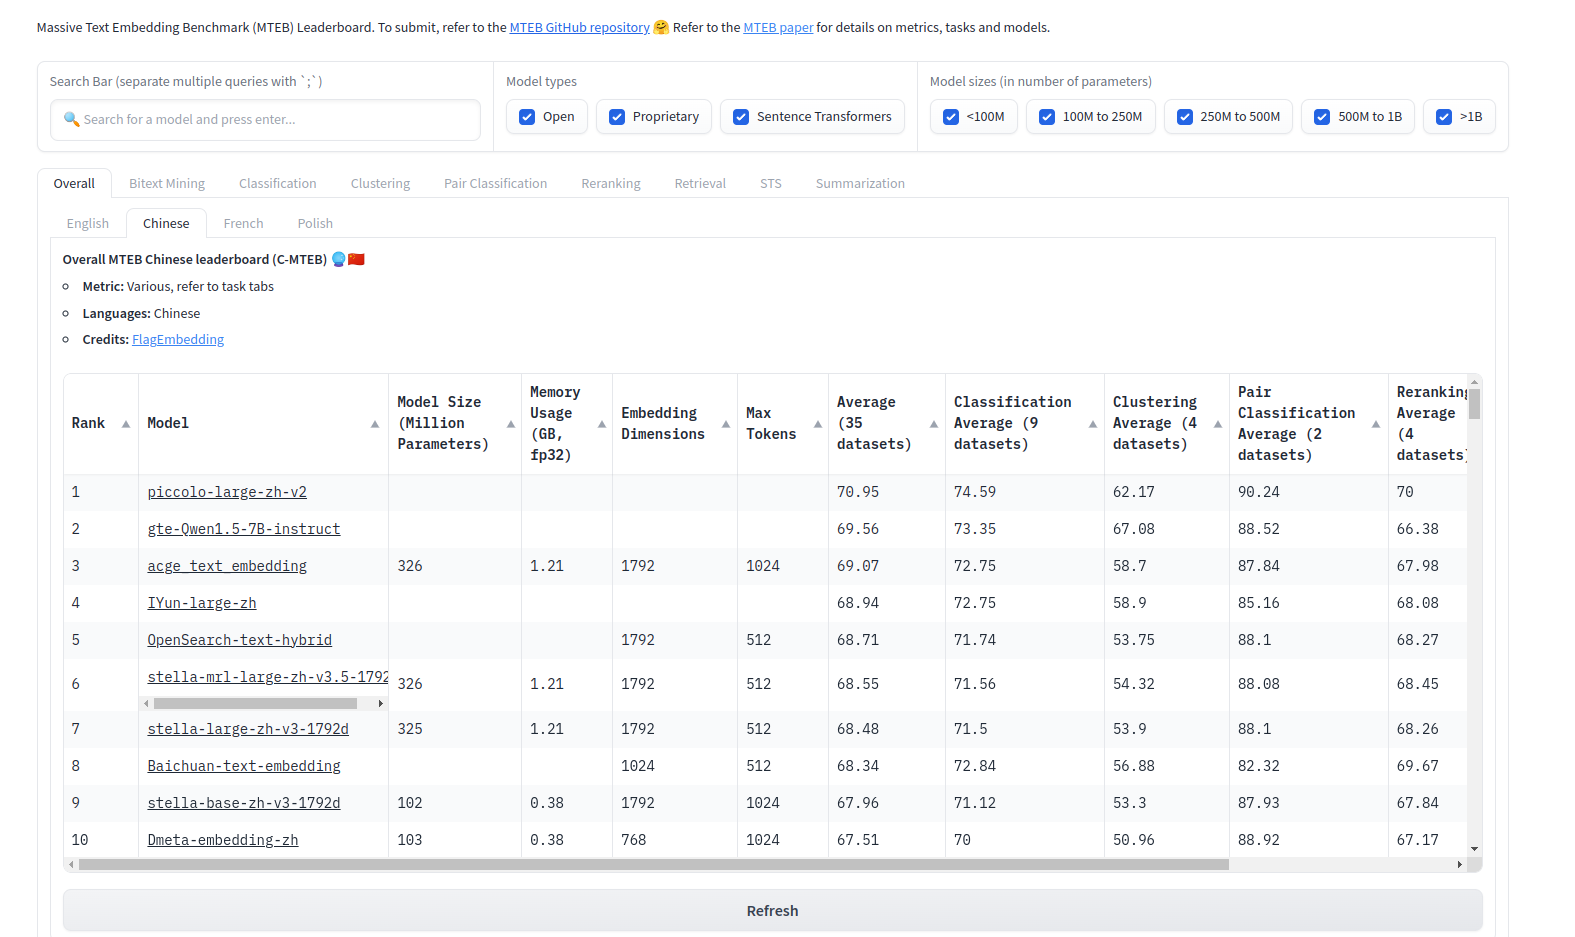 Massive Text Embedding Benchmark (MTEB) Leaderboard. To submit, refer to the MTEB GitHub repository 🤗 Refer to the MTEB paper for details on metrics, tasks and models.
Search Bar (separate multiple queries with `;`)
🔍 Search for a model and press enter...
Model types
Open
Proprietary
Sentence Transformers
Model sizes (in number of parameters)
<100M
100M to 250M
250M to 500M
500M to 1B
>1B
Overall Bitext Mining Classification Clustering Pair Classification Reranking Retrieval STS Summarization
English Chinese French Polish
Overall MTEB Chinese leaderboard (C-MTEB) 🔮🇨🇳
Metric: Various, refer to task tabs
Languages: Chinese
Credits: FlagEmbedding
Rank
Model
Model Size
(Million
Parameters)
Memory
Usage
(GB,
fp32)
Embedding
Dimensions
Max
Tokens
Average
(35
datasets)
Classification
Average (9
datasets)
Clustering
Average (4
datasets)
Pair
Classification
Average (2
datasets)
Reranking
Average
(4
datasets)
1 piccolo-large-zh-v2 70.95 74.59 62.17 90.24 70
2 gte-Qwen1.5-7B-instruct 69.56 73.35 67.08 88.52 66.38
3 acge_text_embedding 326 1.21 1792 1024 69.07 72.75 58.7 87.84 67.98
4 IYun-large-zh 68.94 72.75 58.9 85.16 68.08
5 OpenSearch-text-hybrid 1792 512 68.71 71.74 53.75 88.1 68.27
6 stella-mrl-large-zh-v3.5-1792 326 1.21 1792 512 68.55 71.56 54.32 88.08 68.45
7 stella-large-zh-v3-1792d 325 1.21 1792 512 68.48 71.5 53.9 88.1 68.26
8 Baichuan-text-embedding 1024 512 68.34 72.84 56.88 82.32 69.67
9 stella-base-zh-v3-1792d 102 0.38 1792 1024 67.96 71.12 53.3 87.93 67.84
10 Dmeta-embedding-zh 103 0.38 768 1024 67.51 70 50.96 88.92 67.17
Refresh